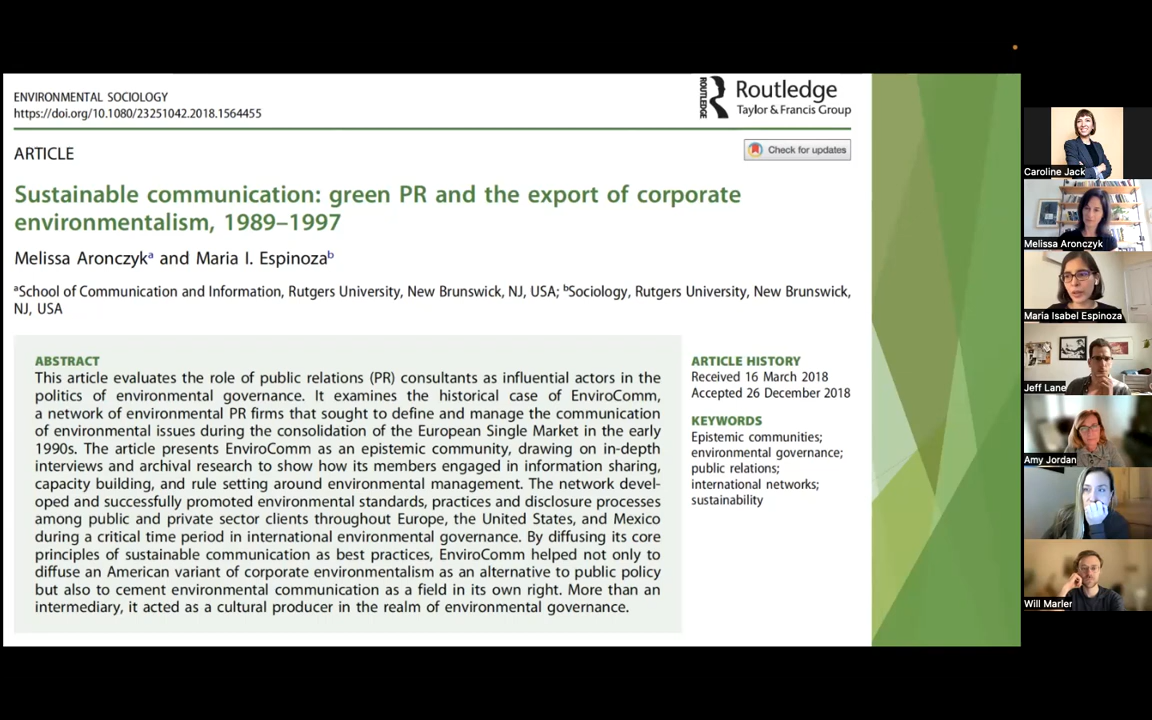 ENVIRONMENTAL SOCIOLOGY
https://doi.org/10.1080/23251042.2018.1564455
ROUTLEDGE
Routledge
Taylor & Francis Group
ARTICLE
Check for updates
Sustainable communication: green PR and the export of corporate
environmentalism, 1989–1997
Melissa Aronczykᵃ and Maria I. Espinozaᵇ
ᵃSchool of Communication and Information, Rutgers University, New Brunswick, NJ, USA; ᵇSociology, Rutgers University, New Brunswick,
NJ, USA
ABSTRACT
This article evaluates the role of public relations (PR) consultants as influential actors in the
politics of environmental governance. It examines the historical case of EnviroComm,
a network of environmental PR firms that sought to define and manage the communication
of environmental issues during the consolidation of the European Single Market in the early
1990s. The article presents EnviroComm as an epistemic community, drawing on in-depth
interviews and archival research to show how its members engaged in information sharing,
capacity building, and rule setting around environmental management. The network devel-
oped and successfully promoted environmental standards, practices and disclosure processes
among public and private sector clients throughout Europe, the United States, and Mexico
during a critical time period in international environmental governance. By diffusing its core
principles of sustainable communication as best practices, EnviroComm helped not only to
diffuse an American variant of corporate environmentalism as an alternative to public policy
but also to cement environmental communication as a field in its own right. More than an
intermediary, it acted as a cultural producer in the realm of environmental governance.
ARTICLE HISTORY
Received 16 March 2018
Accepted 26 December 2018
KEYWORDS
Epistemic communities;
environmental governance;
public relations;
international networks;
sustainability
Caroline Jack
Melissa Aronczyk
Maria Isabel Espinoza
Jeff Lane
Amy Jordan
Will Marler